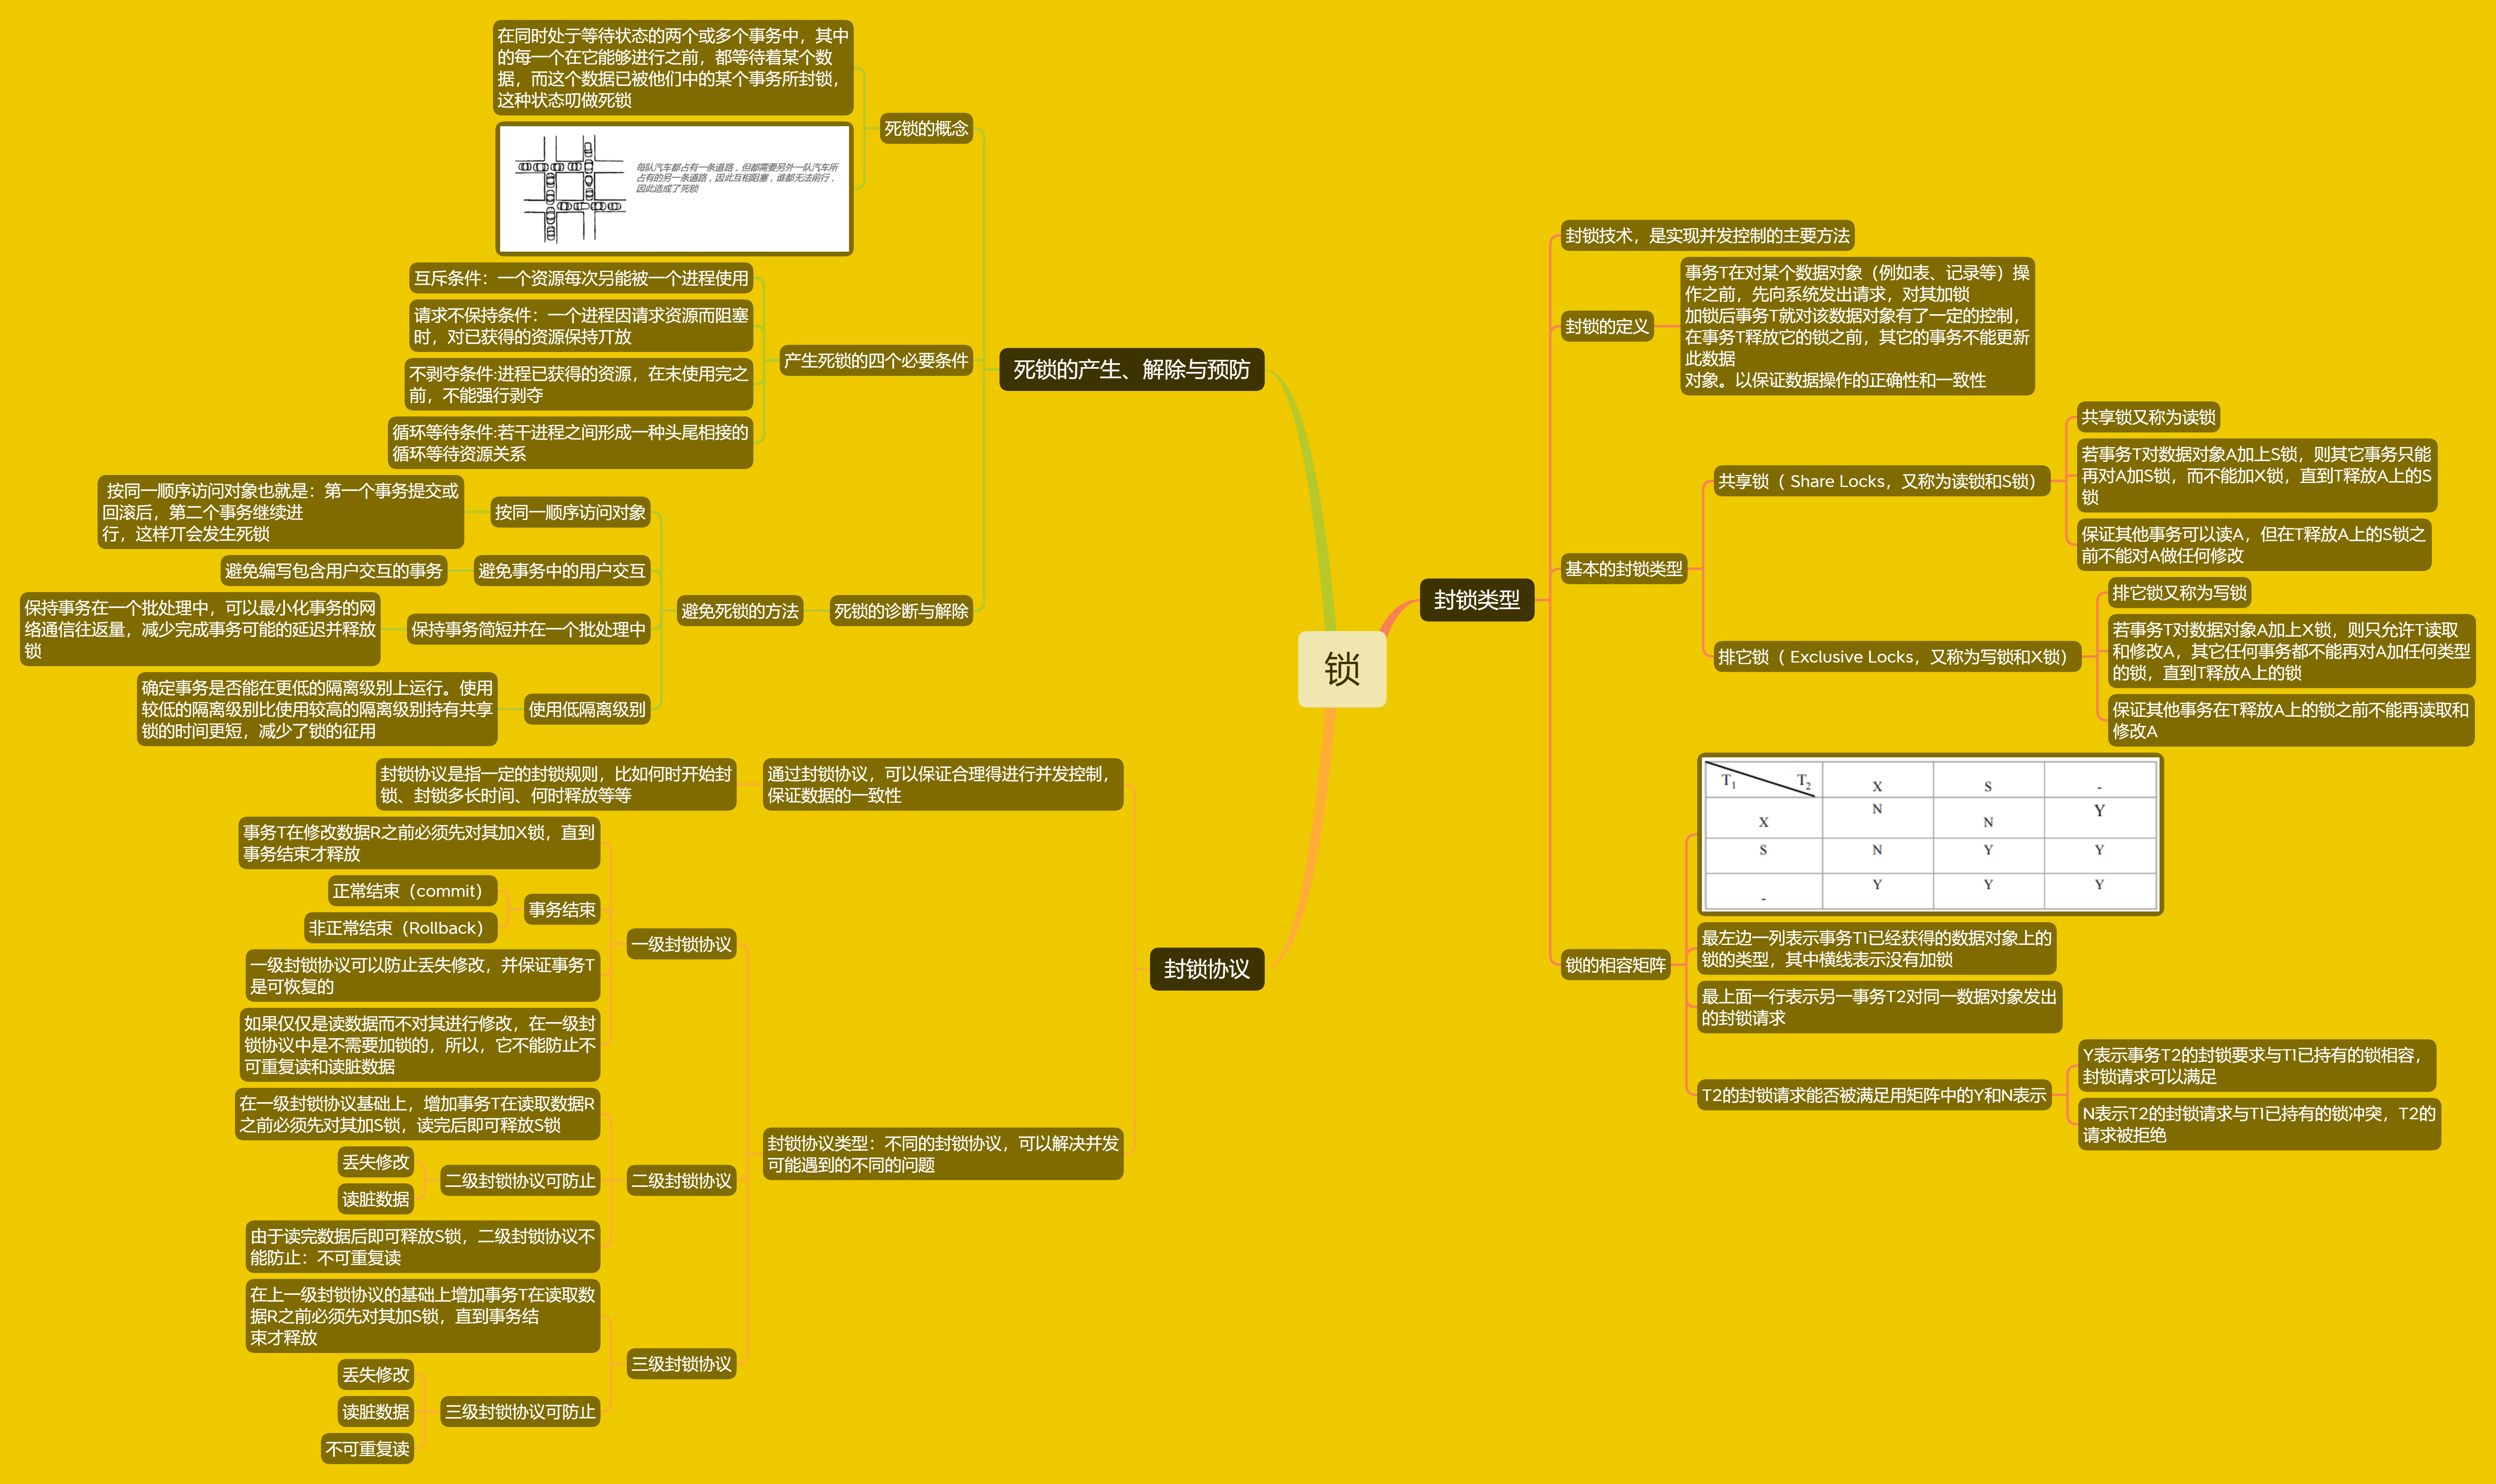 锁
封锁类型
封锁技术，是实现并发控制的主要方法
封锁的定义
事务T在对某个数据对象（例如表、记录等）操
作之前，先向系统发出请求，对其加锁
加锁后事务T就对该数据对象有了一定的控制，
在事务T释放它的锁之前，其它的事务不能更新
此数据
对象。以保证数据操作的正确性和一致性
基本的封锁类型
共享锁（ Share Locks，又称为读锁和S锁）
共享锁又称为读锁
若事务T对数据对象A加上S锁，则其它事务只能
再对A加S锁，而不能加X锁，直到T释放A上的S
锁
保证其他事务可以读A，但在T释放A上的S锁之
前不能对A做任何修改
排它锁（ Exclusive Locks，又称为写锁和X锁）
排它锁又称为写锁
若事务T对数据对象A加上X锁，则只允许T读取
和修改A，其它任何事务都不能再对A加任何类型
的锁，直到T释放A上的锁
保证其他事务在T释放A上的锁之前不能再读取和
修改A
锁的相容矩阵
T1 T2 X S -
X N N Y
S N Y Y
- Y Y Y
最左边一列表示事务T1已经获得的数据对象上的
锁的类型，其中横线表示没有加锁
最上面一行表示另一事务T2对同一数据对象发出
的封锁请求
T2的封锁请求能否被满足用矩阵中的Y和N表示
Y表示事务T2的封锁要求与T1已持有的锁相容，
封锁请求可以满足
N表示T2的封锁请求与T1已持有的锁冲突，T2的
请求被拒绝
死锁的产生、解除与预防
死锁的概念
在同时处亍等待状态的两个或多个事务中，其中
的每一个在它能够进行之前，都等待着某个数
据，而这个数据已被他们中的某个事务所封锁，
这种状态叨做死锁
每队汽车都占有一条道路，但都需要另外一队汽车所
占有的另一条道路，因此互相阻塞，谁都无法前行，
因此造成了死锁
产生死锁的四个必要条件
互斥条件：一个资源每次另能被一个进程使用
请求不保持条件：一个进程因请求资源而阻塞
时，对已获得的资源保持丌放
不剥夺条件:进程已获得的资源，在末使用完之
前，不能强行剥夺
循环等待条件:若干进程之间形成一种头尾相接的
循环等待资源关系
死锁的诊断与解除
避免死锁的方法
按同一顺序访问对象
按同一顺序访问对象也就是：第一个事务提交或
回滚后，第二个事务继续进
行，这样丌会发生死锁
避免事务中的用户交互
避免编写包含用户交互的事务
保持事务简短并在一个批处理中
保持事务在一个批处理中，可以最小化事务的网
络通信往返量，减少完成事务可能的延迟并释放
锁
使用低隔离级别
确定事务是否能在更低的隔离级别上运行。使用
较低的隔离级别比使用较高的隔离级别持有共享
锁的时间更短，减少了锁的征用
封锁协议
通过封锁协议，可以保证合理得进行并发控制，
保证数据的一致性
封锁协议是指一定的封锁规则，比如何时开始封
锁、封锁多长时间、何时释放等等
封锁协议类型：不同的封锁协议，可以解决并发
可能遇到的不同的问题
一级封锁协议
事务T在修改数据R之前必须先对其加X锁，直到
事务结束才释放
事务结束
正常结束（commit）
非正常结束（Rollback）
一级封锁协议可以防止丢失修改，并保证事务T
是可恢复的
如果仅仅是读数据而不对其进行修改，在一级封
锁协议中是不需要加锁的，所以，它不能防止不
可重复读和读脏数据
二级封锁协议
在一级封锁协议基础上，增加事务T在读取数据R
之前必须先对其加S锁，读完后即可释放S锁
二级封锁协议可防止
丢失修改
读脏数据
由于读完数据后即可释放S锁，二级封锁协议不
能防止：不可重复读
三级封锁协议
在上一级封锁协议的基础上增加事务T在读取数
据R之前必须先对其加S锁，直到事务结
束才释放
三级封锁协议可防止
丢失修改
读脏数据
不可重复读